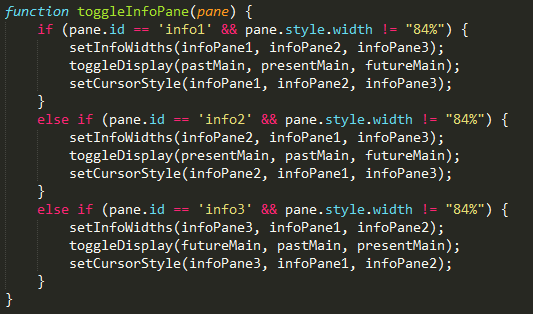 function toggleInfoPane(pane) {
    if (pane.id == 'info1' && pane.style.width != "84%") {
        setInfoWidths(infoPane1, infoPane2, infoPane3);
        toggleDisplay(pastMain, presentMain, futureMain);
        setCursorStyle(infoPane1, infoPane2, infoPane3);
    }
    else if (pane.id == 'info2' && pane.style.width != "84%") {
        setInfoWidths(infoPane2, infoPane1, infoPane3);
        toggleDisplay(presentMain, pastMain, futureMain);
        setCursorStyle(infoPane2, infoPane1, infoPane3);
    }
    else if (pane.id == 'info3' && pane.style.width != "84%") {
        setInfoWidths(infoPane3, infoPane1, infoPane2);
        toggleDisplay(futureMain, pastMain, presentMain);
        setCursorStyle(infoPane3, infoPane1, infoPane2);
    }
}